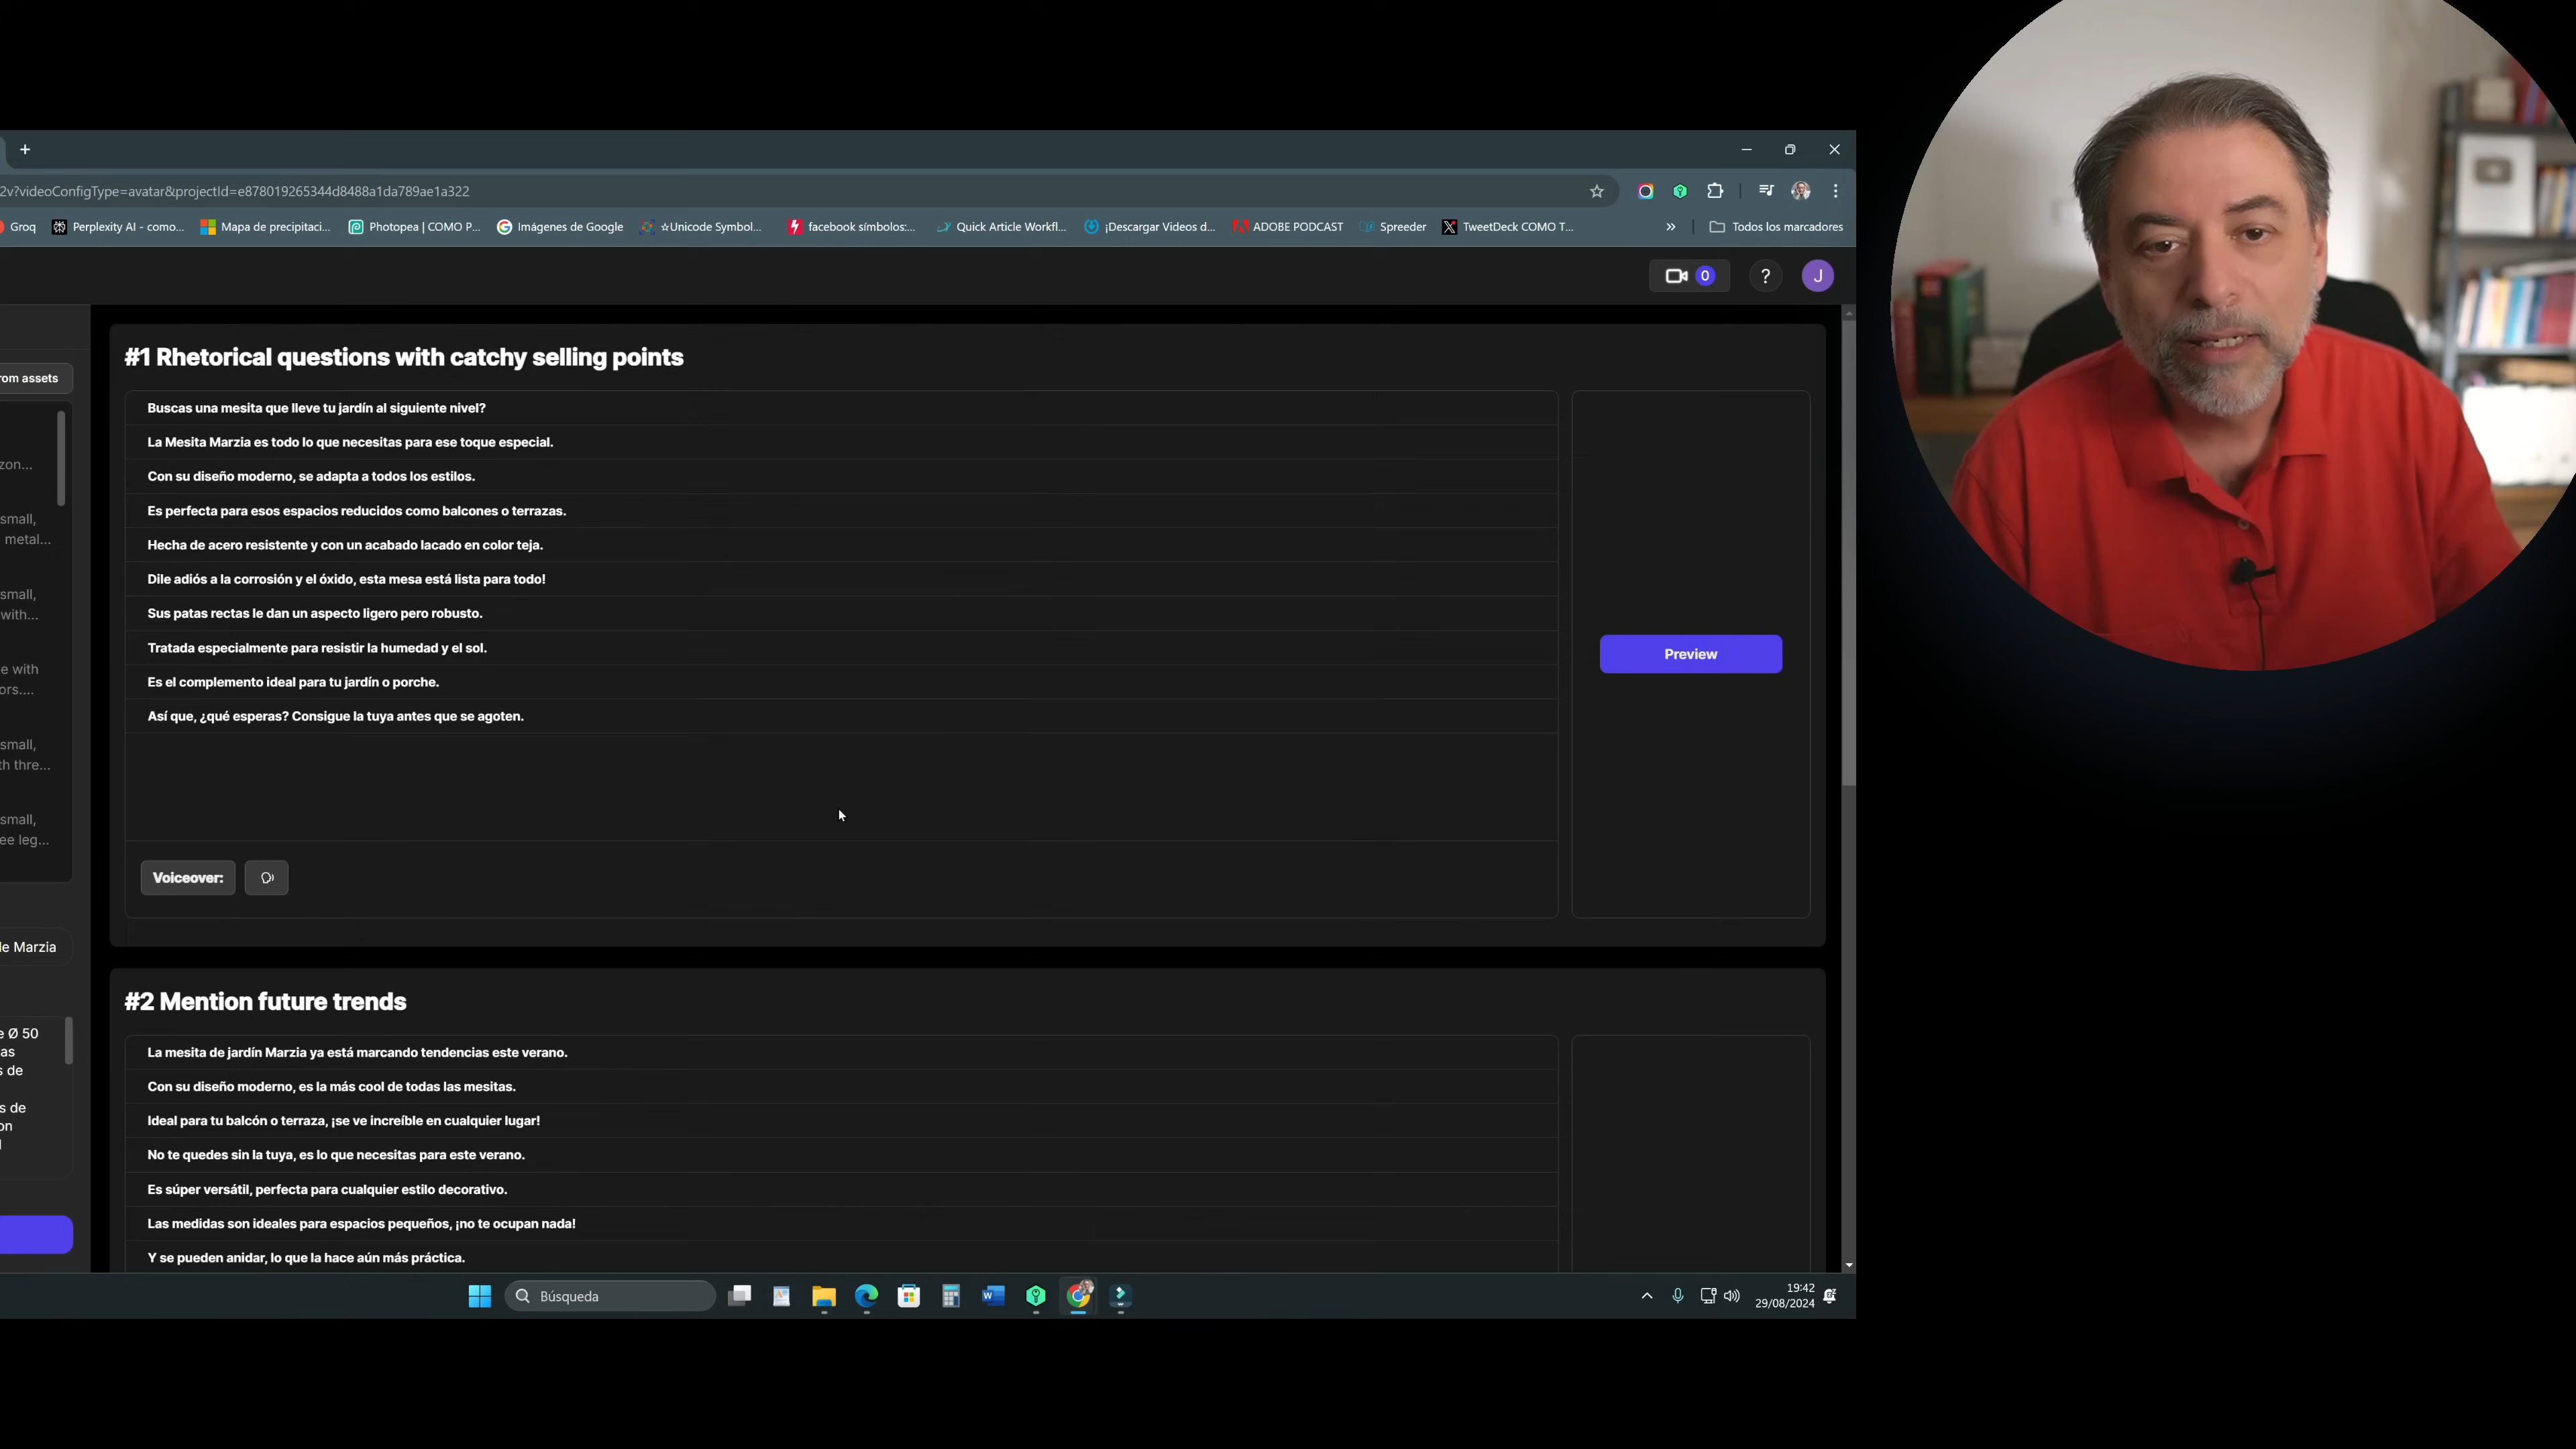 2v?videoConfigType=avatar&projectId=e878019265344d8488a1da789ae1a322
Groq Perplexity AI - como... Mapa de precipitaci... Photopea | COMO P... Imágenes de Google ☆Unicode Symbol... facebook símbolos:... Quick Article Workfl... ¡Descargar Videos d... ADOBE PODCAST Spreeder TweetDeck COMO T... » Todos los marcadores
0 ? J
#1 Rhetorical questions with catchy selling points
rom assets
Buscas una mesita que lleve tu jardín al siguiente nivel?
La Mesita Marzia es todo lo que necesitas para ese toque especial.
zon...
Con su diseño moderno, se adapta a todos los estilos.
Es perfecta para esos espacios reducidos como balcones o terrazas.
small,
metal...
Hecha de acero resistente y con un acabado lacado en color teja.
Dile adiós a la corrosión y el óxido, esta mesa está lista para todo!
small,
with...
Sus patas rectas le dan un aspecto ligero pero robusto.
Tratada especialmente para resistir la humedad y el sol.
Preview
e with
ors....
Es el complemento ideal para tu jardín o porche.
Así que, ¿qué esperas? Consigue la tuya antes que se agoten.
small,
th thre...
small,
ee leg...
Voiceover:
le Marzia
#2 Mention future trends
e Ø 50
as
s de
s de
on
La mesita de jardín Marzia ya está marcando tendencias este verano.
Con su diseño moderno, es la más cool de todas las mesitas.
Ideal para tu balcón o terraza, ¡se ve increíble en cualquier lugar!
No te quedes sin la tuya, es lo que necesitas para este verano.
Es súper versátil, perfecta para cualquier estilo decorativo.
Las medidas son ideales para espacios pequeños, ¡no te ocupan nada!
Y se pueden anidar, lo que la hace aún más práctica.
Búsqueda
19:42
29/08/2024